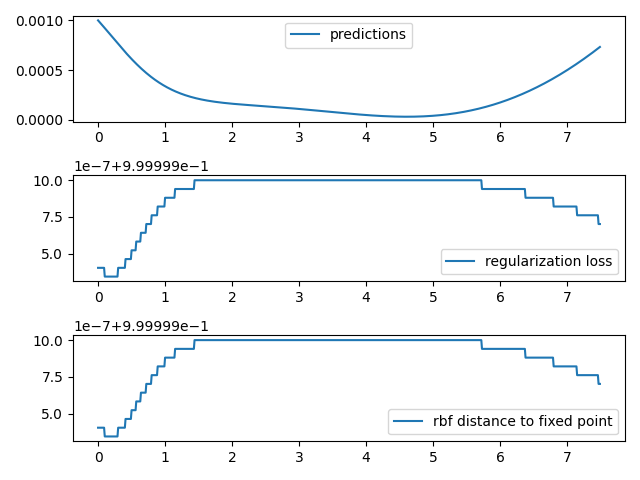 0.0010
0.0005
0.0000
predictions
0 1 2 3 4 5 6 7
1e-7+9.99999e-1
10.0
7.5
5.0
regularization loss
0 1 2 3 4 5 6 7
1e-7+9.99999e-1
10.0
7.5
5.0
rbf distance to fixed point
0 1 2 3 4 5 6 7